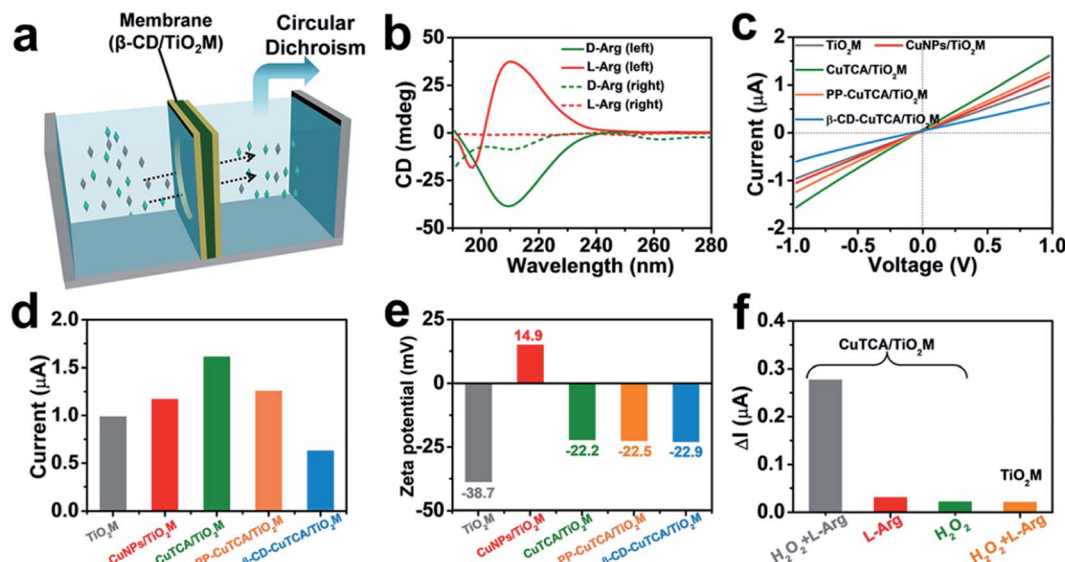 a
Membrane
(β-CD/TiO₂M)
Circular
Dichroism
b
50
25
0
-25
-50
CD (mdeg)
D-Arg (left)
L-Arg (left)
D-Arg (right)
L-Arg (right)
200
220
240
260
280
Wavelength (nm)
c
2
1
0
-1
-2
Current (μA)
TiO₂M
CuNPs/TiO₂M
CuTCA/TiO₂M
PP-CuTCA/TiO₂M
β-CD-CuTCA/TiO₂M
-1.0
-0.5
0.0
0.5
1.0
Voltage (V)
d
2.0
1.5
1.0
0.5
0.0
Current (μA)
TiO₂M
CuNPs/TiO₂M
CuTCA/TiO₂M
PP-CuTCA/TiO₂M
β-CD-CuTCA/TiO₂M
e
25
0
-25
-50
Zeta potential (mV)
-38.7
14.9
-22.2
-22.5
-22.9
TiO₂M
CuNPs/TiO₂M
CuTCA/TiO₂M
PP-CuTCA/TiO₂M
β-CD-CuTCA/TiO₂M
f
0.4
0.3
0.2
0.1
0.0
ΔI (μA)
CuTCA/TiO₂M
TiO₂M
H₂O₂+L-Arg
L-Arg
H₂O₂
H₂O₂+L-Arg